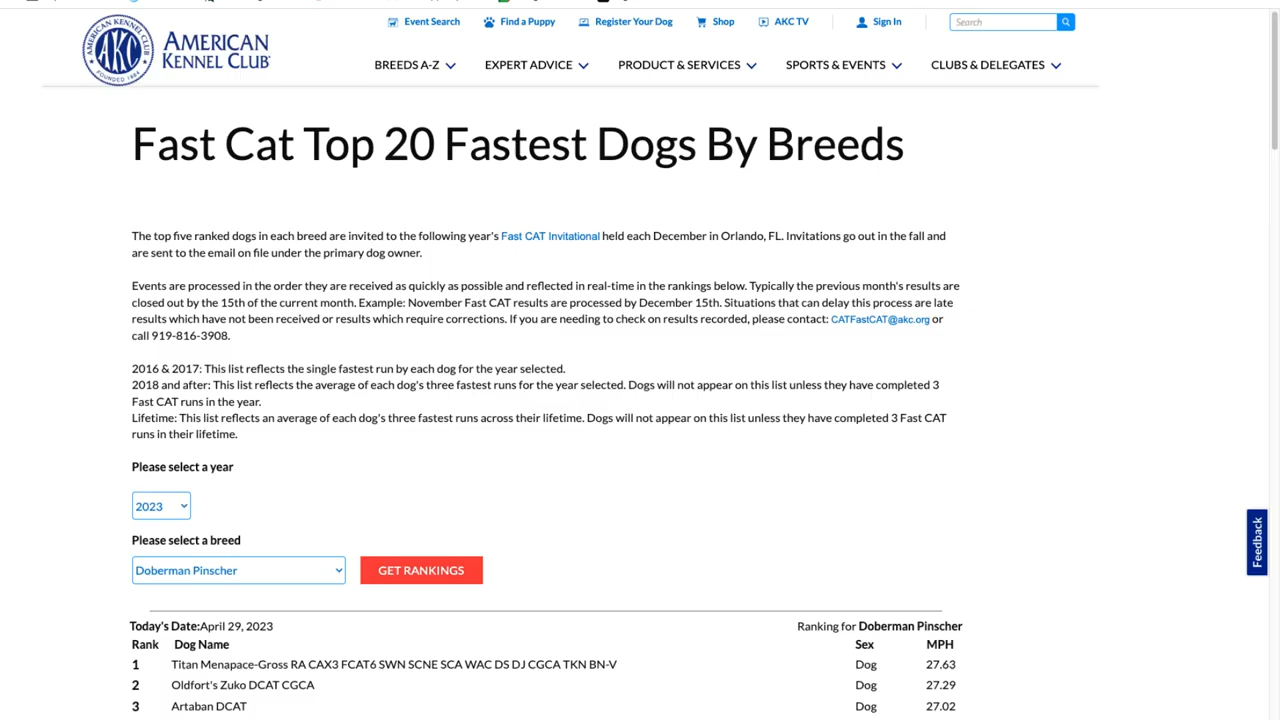 Event Search Find a Puppy Register Your Dog Shop AKC TV Sign In Search
AMERICAN KENNEL CLUB
AKC
FOUNDED 1884
AMERICAN
KENNEL CLUB
BREEDS A-Z EXPERT ADVICE PRODUCT & SERVICES SPORTS & EVENTS CLUBS & DELEGATES
Fast Cat Top 20 Fastest Dogs By Breeds
The top five ranked dogs in each breed are invited to the following year's Fast CAT Invitational held each December in Orlando, FL. Invitations go out in the fall and
are sent to the email on file under the primary dog owner.
Events are processed in the order they are received as quickly as possible and reflected in real-time in the rankings below. Typically the previous month's results are
closed out by the 15th of the current month. Example: November Fast CAT results are processed by December 15th. Situations that can delay this process are late
results which have not been received or results which require corrections. If you are needing to check on results recorded, please contact: CATFastCAT@akc.org or
call 919-816-3908.
2016 & 2017: This list reflects the single fastest run by each dog for the year selected.
2018 and after: This list reflects the average of each dog's three fastest runs for the year selected. Dogs will not appear on this list unless they have completed 3
Fast CAT runs in the year.
Lifetime: This list reflects an average of each dog's three fastest runs across their lifetime. Dogs will not appear on this list unless they have completed 3 Fast CAT
runs in their lifetime.
Please select a year
2023
Please select a breed
Doberman Pinscher GET RANKINGS
Feedback
Today's Date:April 29, 2023 Ranking for Doberman Pinscher
Rank Dog Name Sex MPH
1 Titan Menapace-Gross RA CAX3 FCAT6 SWN SCNE SCA WAC DS DJ CGCA TKN BN-V Dog 27.63
2 Oldfort's Zuko DCAT CGCA Dog 27.29
3 Artaban DCAT Dog 27.02